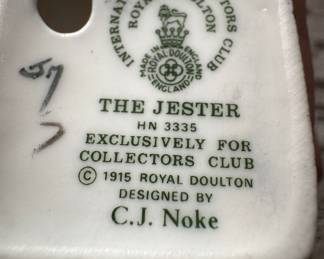 INTERNATIONAL
ROYAL DOULTON
COLLECTORS CLUB
MADE IN ENGLAND
ROYAL DOULTON
ENGLAND
THE JESTER
HN 3335
EXCLUSIVELY FOR
COLLECTORS CLUB
© 1915 ROYAL DOULTON
DESIGNED BY
C.J. Noke